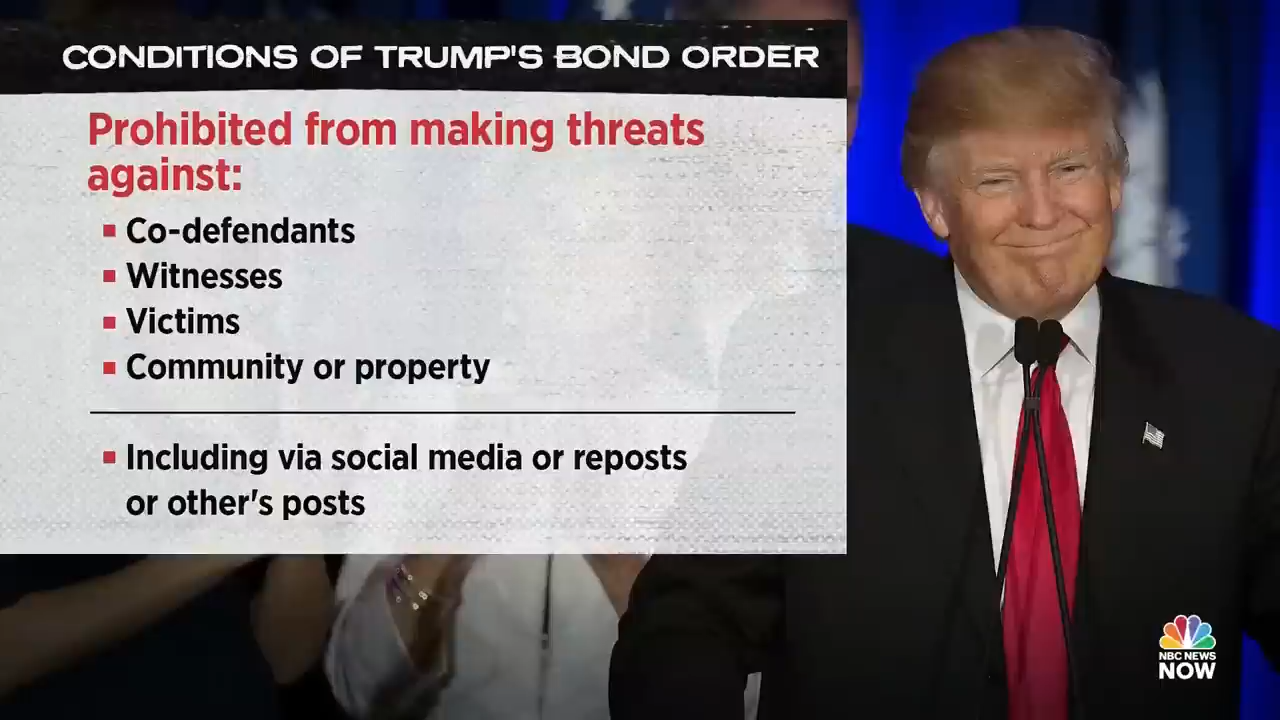 CONDITIONS OF TRUMP'S BOND ORDER
Prohibited from making threats
against:
Co-defendants
Witnesses
Victims
Community or property
Including via social media or reposts
or other's posts
NBC NEWS
NOW